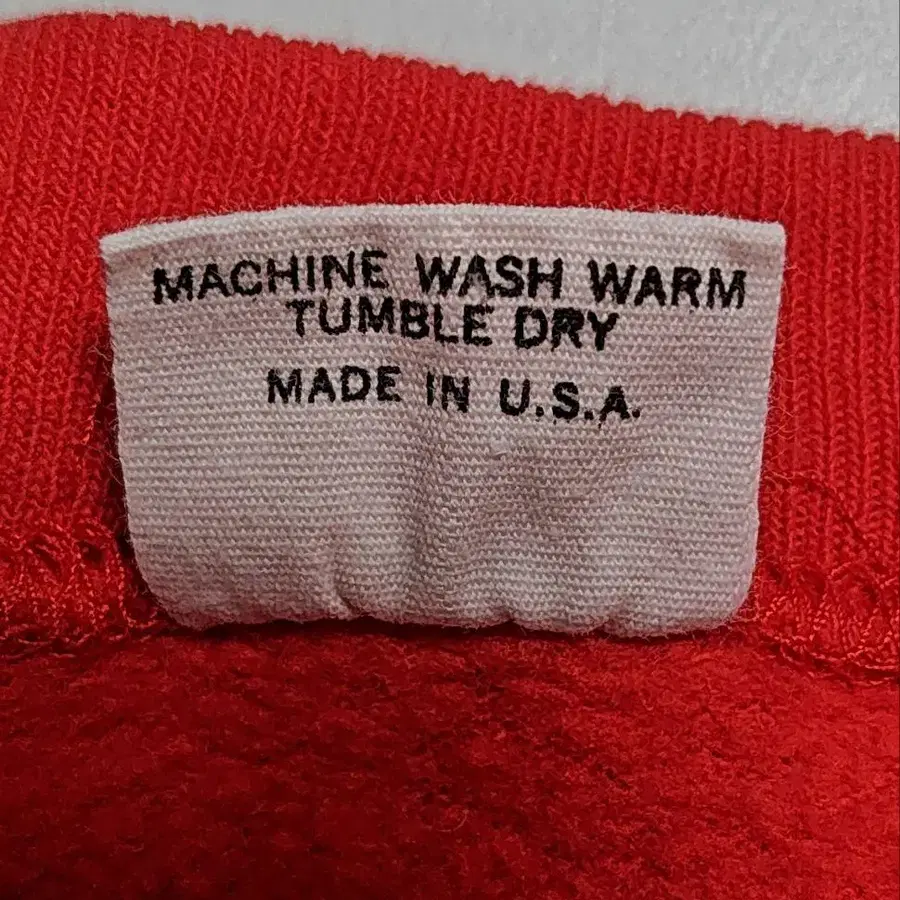 MACHINE WASH WARM
TUMBLE DRY
MADE IN U.S.A.